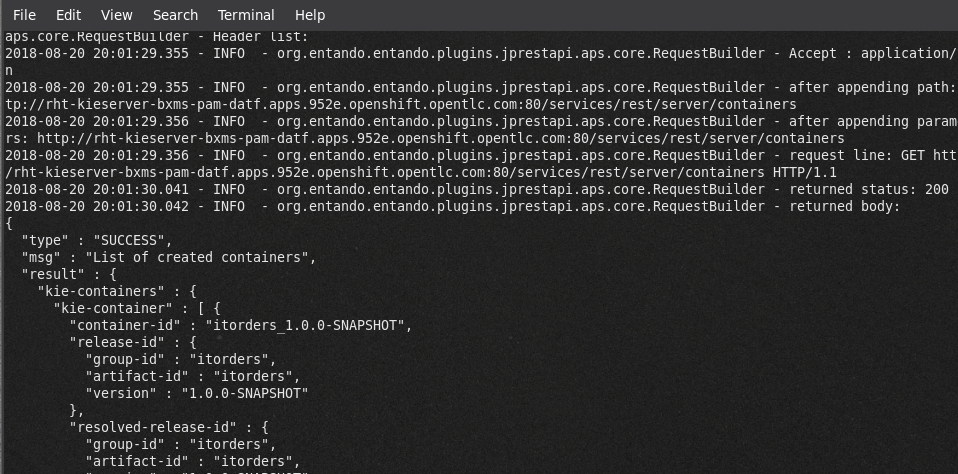 File Edit View Search Terminal Help
aps.core.RequestBuilder - Header list:
2018-08-20 20:01:29.355 - INFO  - org.entando.entando.plugins.jprestapi.aps.core.RequestBuilder - Accept : application/
n
2018-08-20 20:01:29.355 - INFO  - org.entando.entando.plugins.jprestapi.aps.core.RequestBuilder - after appending path:
tp://rht-kieserver-bxms-pam-datf.apps.952e.openshift.opentlc.com:80/services/rest/server/containers
2018-08-20 20:01:29.356 - INFO  - org.entando.entando.plugins.jprestapi.aps.core.RequestBuilder - after appending param
rs: http://rht-kieserver-bxms-pam-datf.apps.952e.openshift.opentlc.com:80/services/rest/server/containers
2018-08-20 20:01:29.356 - INFO  - org.entando.entando.plugins.jprestapi.aps.core.RequestBuilder - request line: GET htt
/rht-kieserver-bxms-pam-datf.apps.952e.openshift.opentlc.com:80/services/rest/server/containers HTTP/1.1
2018-08-20 20:01:30.041 - INFO  - org.entando.entando.plugins.jprestapi.aps.core.RequestBuilder - returned status: 200
2018-08-20 20:01:30.042 - INFO  - org.entando.entando.plugins.jprestapi.aps.core.RequestBuilder - returned body:
{
  "type" : "SUCCESS",
  "msg" : "List of created containers",
  "result" : {
    "kie-containers" : {
      "kie-container" : [ {
        "container-id" : "itorders_1.0.0-SNAPSHOT",
        "release-id" : {
          "group-id" : "itorders",
          "artifact-id" : "itorders",
          "version" : "1.0.0-SNAPSHOT"
        },
        "resolved-release-id" : {
          "group-id" : "itorders",
          "artifact-id" : "itorders",